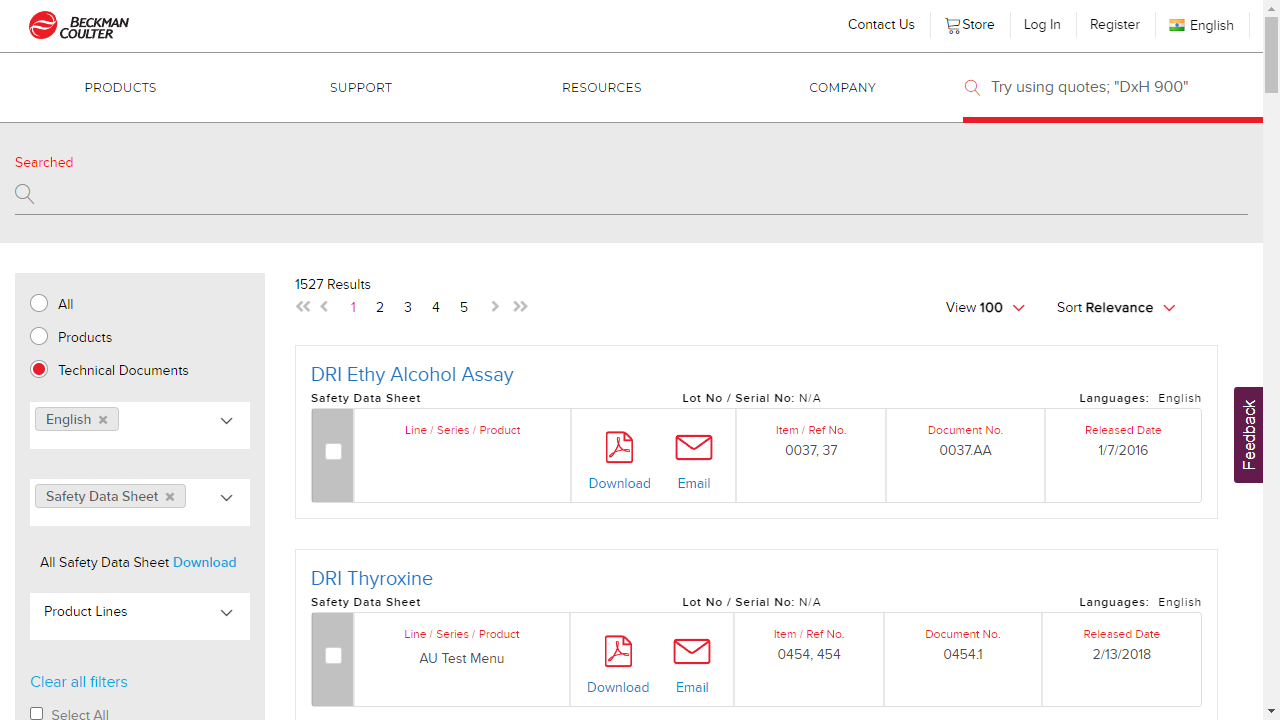 BECKMAN
COULTER
Contact Us
Store
Log In
Register
English
PRODUCTS
SUPPORT
RESOURCES
COMPANY
Try using quotes; "DxH 900"
Searched
All
Products
Technical Documents
English
Safety Data Sheet
All Safety Data Sheet Download
Product Lines
Clear all filters
Select All
1527 Results
1 2 3 4 5
View 100
Sort Relevance
DRI Ethy Alcohol Assay
Safety Data Sheet
Lot No / Serial No: N/A
Languages: English
Line / Series / Product
Download
Email
Item / Ref No.
0037, 37
Document No.
0037.AA
Released Date
1/7/2016
DRI Thyroxine
Safety Data Sheet
Lot No / Serial No: N/A
Languages: English
Line / Series / Product
AU Test Menu
Download
Email
Item / Ref No.
0454, 454
Document No.
0454.1
Released Date
2/13/2018
Feedback